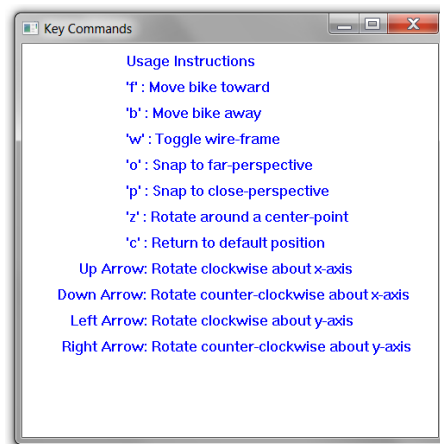 Key Commands
Usage Instructions
'f' : Move bike toward
'b' : Move bike away
'w' : Toggle wire-frame
'o' : Snap to far-perspective
'p' : Snap to close-perspective
'z' : Rotate around a center-point
'c' : Return to default position
Up Arrow: Rotate clockwise about x-axis
Down Arrow: Rotate counter-clockwise about x-axis
Left Arrow: Rotate clockwise about y-axis
Right Arrow: Rotate counter-clockwise about y-axis